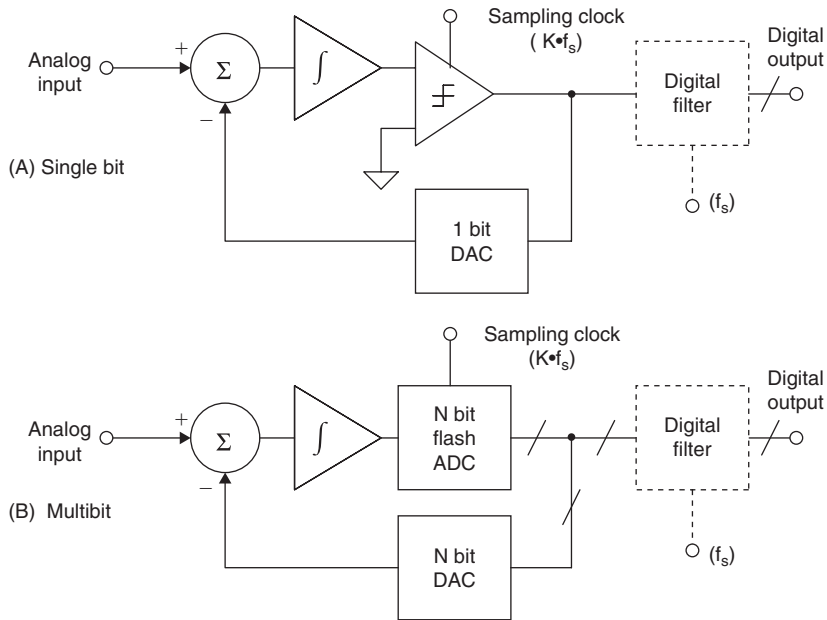 Sampling clock
( K•fs)
Analog
input
+
Σ
−
∫
Digital
filter
Digital
output
(fs)
(A) Single bit
1 bit
DAC
Sampling clock
(K•fs)
Analog
input
+
Σ
−
∫
N bit
flash
ADC
Digital
filter
Digital
output
(fs)
(B) Multibit
N bit
DAC